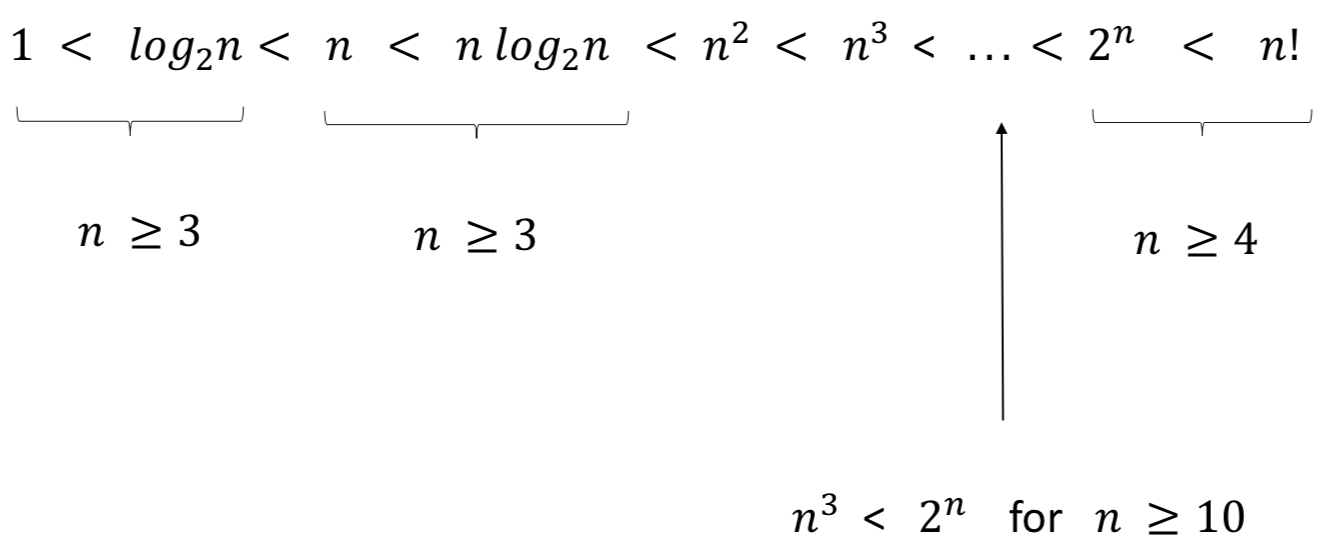 1 < log₂n < n < n log₂n < n² < n³ < … < 2ⁿ < n!
n ≥ 3 n ≥ 3 n ≥ 4
n³ < 2ⁿ for n ≥ 10